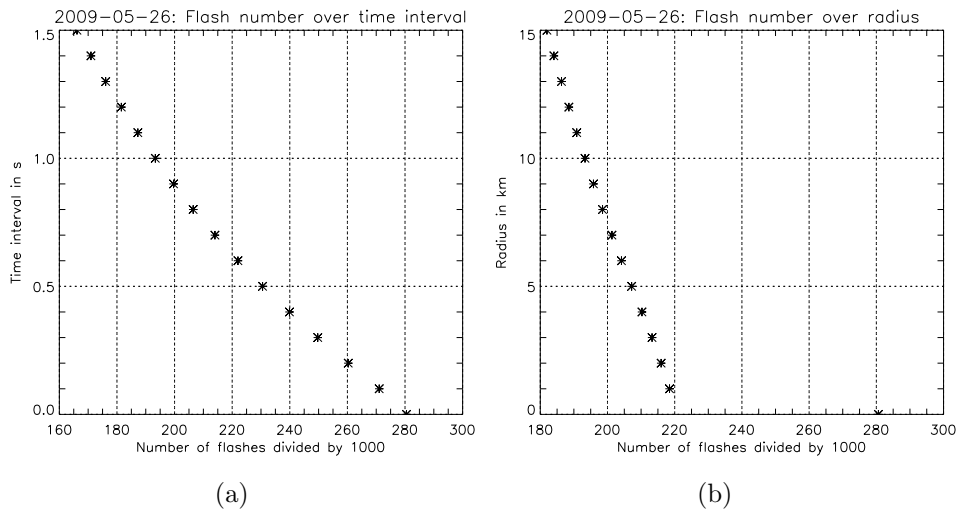 2009-05-26: Flash number over time interval
1.5
1.0
0.5
0.0
Time interval in s
160 180 200 220 240 260 280 300
Number of flashes divided by 1000
(a)
2009-05-26: Flash number over radius
15
10
5
0
Radius in km
180 200 220 240 260 280 300
Number of flashes divided by 1000
(b)